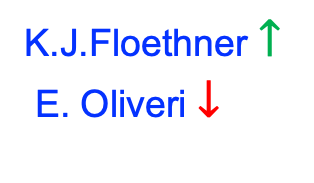 K.J.Floethner ↑
E. Oliveri ↓